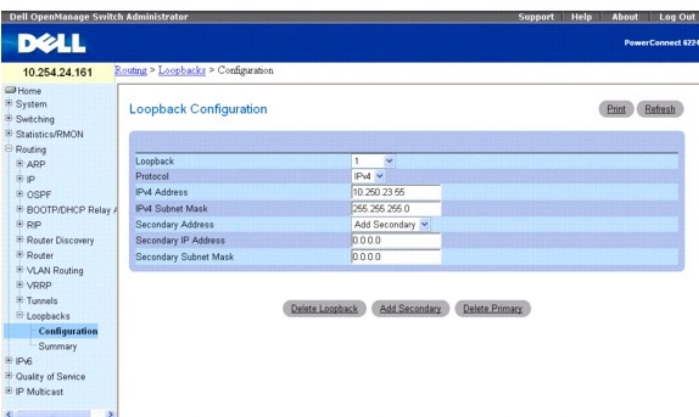 Dell OpenManage Switch Administrator
Support Help About Log Out
DELL
PowerConnect 6224
10.254.24.161
Routing > Loopbacks > Configuration
Home
System
Switching
Statistics/RMON
Routing
ARP
IP
OSPF
BOOTP/DHCP Relay
RIP
Router Discovery
Router
VLAN Routing
VRRP
Tunnels
Loopbacks
Configuration
Summary
IPv6
Quality of Service
IP Multicast
Loopback Configuration
Print Refresh
Loopback 1
Protocol IPv4
IPv4 Address 10.250.23.55
IPv4 Subnet Mask 255.255.255.0
Secondary Address Add Secondary
Secondary IP Address 0.0.0.0
Secondary Subnet Mask 0.0.0.0
Delete Loopback Add Secondary Delete Primary